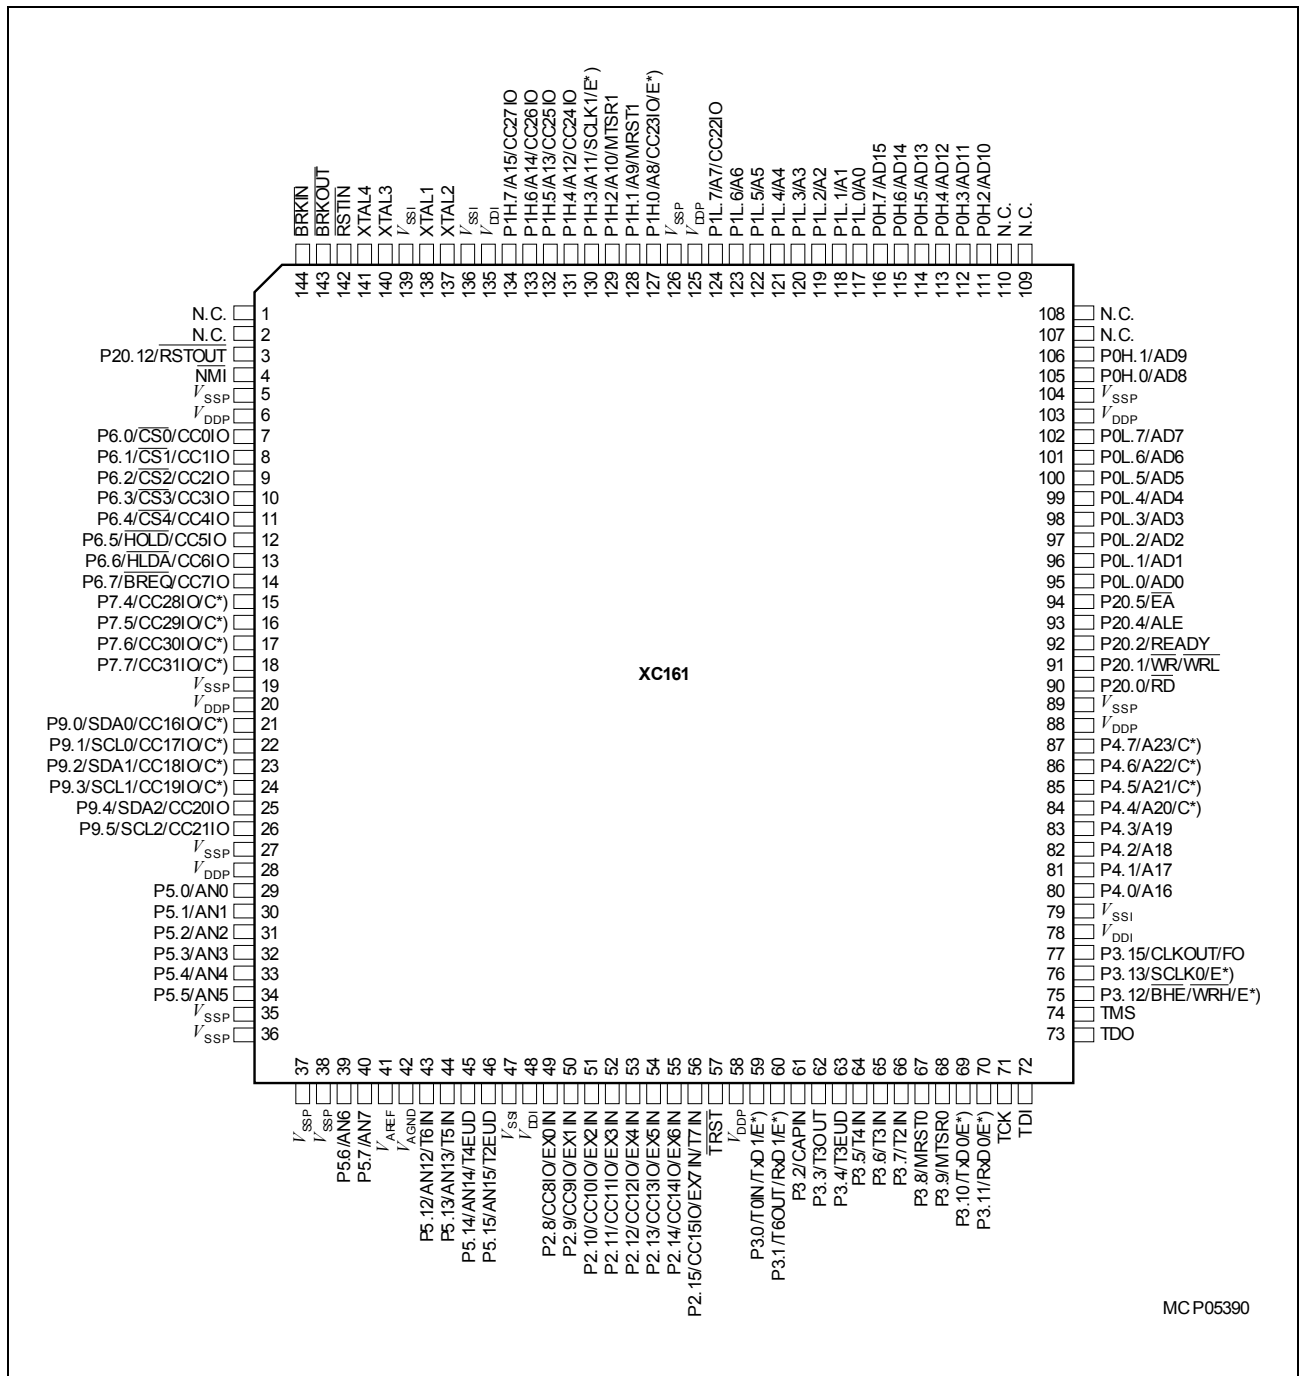 BRKIN
BRKOUT
RSTIN
XTAL4
XTAL3
VSSI
XTAL1
XTAL2
VSSI
VDDI
P1H.7/A15/CC27IO
P1H.6/A14/CC26IO
P1H.5/A13/CC25IO
P1H.4/A12/CC24IO
P1H.3/A11/SCLK1/E*)
P1H.2/A10/MTSR1
P1H.1/A9/MRST1
P1H.0/A8/CC23IO/E*)
VSSP
VDDP
P1L.7/A7/CC22IO
P1L.6/A6
P1L.5/A5
P1L.4/A4
P1L.3/A3
P1L.2/A2
P1L.1/A1
P1L.0/A0
P0H.7/AD15
P0H.6/AD14
P0H.5/AD13
P0H.4/AD12
P0H.3/AD11
P0H.2/AD10
N.C.
N.C.
144
143
142
141
140
139
138
137
136
135
134
133
132
131
130
129
128
127
126
125
124
123
122
121
120
119
118
117
116
115
114
113
112
111
110
109
N.C. 1
N.C. 2
P20.12/RSTOUT 3
NMI 4
VSSP 5
VDDP 6
P6.0/CS0/CC0IO 7
P6.1/CS1/CC1IO 8
P6.2/CS2/CC2IO 9
P6.3/CS3/CC3IO 10
P6.4/CS4/CC4IO 11
P6.5/HOLD/CC5IO 12
P6.6/HLDA/CC6IO 13
P6.7/BREQ/CC7IO 14
P7.4/CC28IO/C*) 15
P7.5/CC29IO/C*) 16
P7.6/CC30IO/C*) 17
P7.7/CC31IO/C*) 18
VSSP 19
VDDP 20
P9.0/SDA0/CC16IO/C*) 21
P9.1/SCL0/CC17IO/C*) 22
P9.2/SDA1/CC18IO/C*) 23
P9.3/SCL1/CC19IO/C*) 24
P9.4/SDA2/CC20IO 25
P9.5/SCL2/CC21IO 26
VSSP 27
VDDP 28
P5.0/AN0 29
P5.1/AN1 30
P5.2/AN2 31
P5.3/AN3 32
P5.4/AN4 33
P5.5/AN5 34
VSSP 35
VSSP 36
XC161
108 N.C.
107 N.C.
106 P0H.1/AD9
105 P0H.0/AD8
104 VSSP
103 VDDP
102 P0L.7/AD7
101 P0L.6/AD6
100 P0L.5/AD5
99 P0L.4/AD4
98 P0L.3/AD3
97 P0L.2/AD2
96 P0L.1/AD1
95 P0L.0/AD0
94 P20.5/EA
93 P20.4/ALE
92 P20.2/READY
91 P20.1/WR/WRL
90 P20.0/RD
89 VSSP
88 VDDP
87 P4.7/A23/C*)
86 P4.6/A22/C*)
85 P4.5/A21/C*)
84 P4.4/A20/C*)
83 P4.3/A19
82 P4.2/A18
81 P4.1/A17
80 P4.0/A16
79 VSSI
78 VDDI
77 P3.15/CLKOUT/FO
76 P3.13/SCLK0/E*)
75 P3.12/BHE/WRH/E*)
74 TMS
73 TDO
37
38
39
40
41
42
43
44
45
46
47
48
49
50
51
52
53
54
55
56
57
58
59
60
61
62
63
64
65
66
67
68
69
70
71
72
VSSP
VSSP
P5.6/AN6
P5.7/AN7
VAREF
VAGND
P5.12/AN12/T6IN
P5.13/AN13/T5IN
P5.14/AN14/T4EUD
P5.15/AN15/T2EUD
VSSI
VDDI
P2.8/CC8IO/EX0IN
P2.9/CC9IO/EX1IN
P2.10/CC10IO/EX2IN
P2.11/CC11IO/EX3IN
P2.12/CC12IO/EX4IN
P2.13/CC13IO/EX5IN
P2.14/CC14IO/EX6IN
P2.15/CC15IO/EX7IN/T7IN
TRST
VDDP
P3.0/T0IN/TxD1/E*)
P3.1/T6OUT/RxD1/E*)
P3.2/CAPIN
P3.3/T3OUT
P3.4/T3EUD
P3.5/T4IN
P3.6/T3IN
P3.7/T2IN
P3.8/MRST0
P3.9/MTSR0
P3.10/TxD0/E*)
P3.11/RxD0/E*)
TCK
TDI
MCP05390